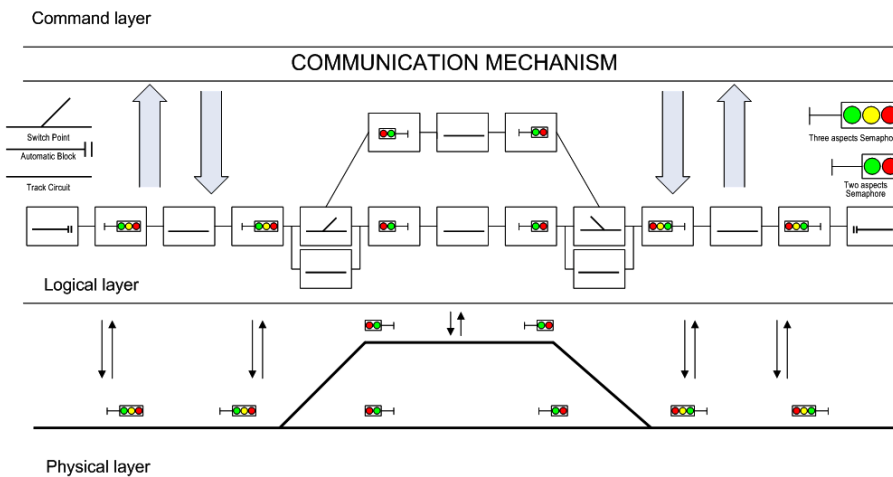 Command layer
COMMUNICATION MECHANISM
Switch Point
Automatic Block
Track Circuit
Three aspects Semapho
Two aspects
Semaphore
Logical layer
Physical layer